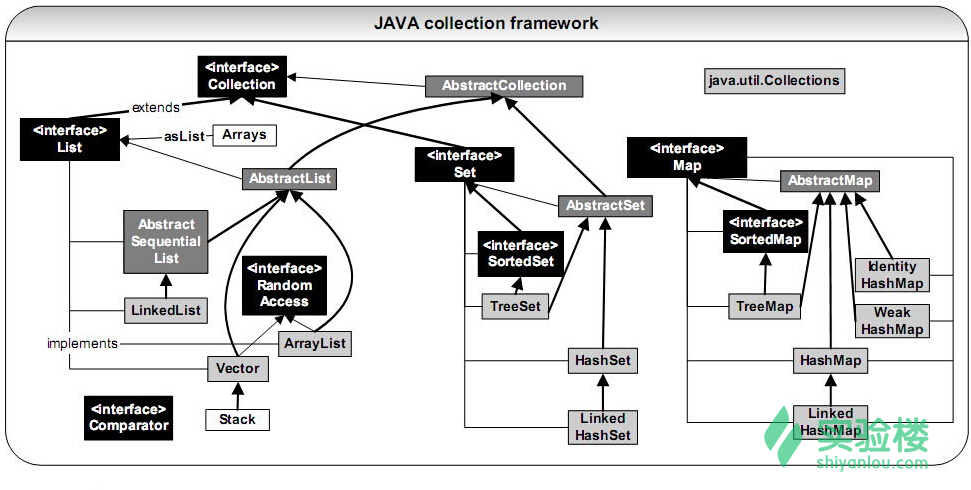 JAVA collection framework
<interface>
Collection
AbstractCollection
java.util.Collections
extends
<interface>
List
asList
Arrays
<interface>
Set
<interface>
Map
AbstractList
AbstractMap
AbstractSet
Abstract
Sequential
List
<interface>
SortedSet
<interface>
SortedMap
<interface>
Random
Access
Identity
HashMap
LinkedList
TreeSet
TreeMap
Weak
HashMap
implements
ArrayList
Vector
HashSet
HashMap
<interface>
Comparator
Stack
Linked
HashSet
Linked
HashMap
实验楼
shiyanlou.com